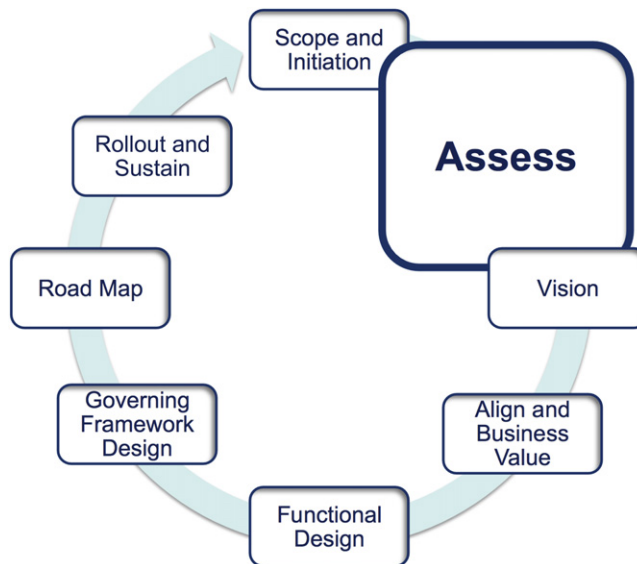 Scope and
Initiation
Assess
Vision
Align and
Business
Value
Functional
Design
Governing
Framework
Design
Road Map
Rollout and
Sustain